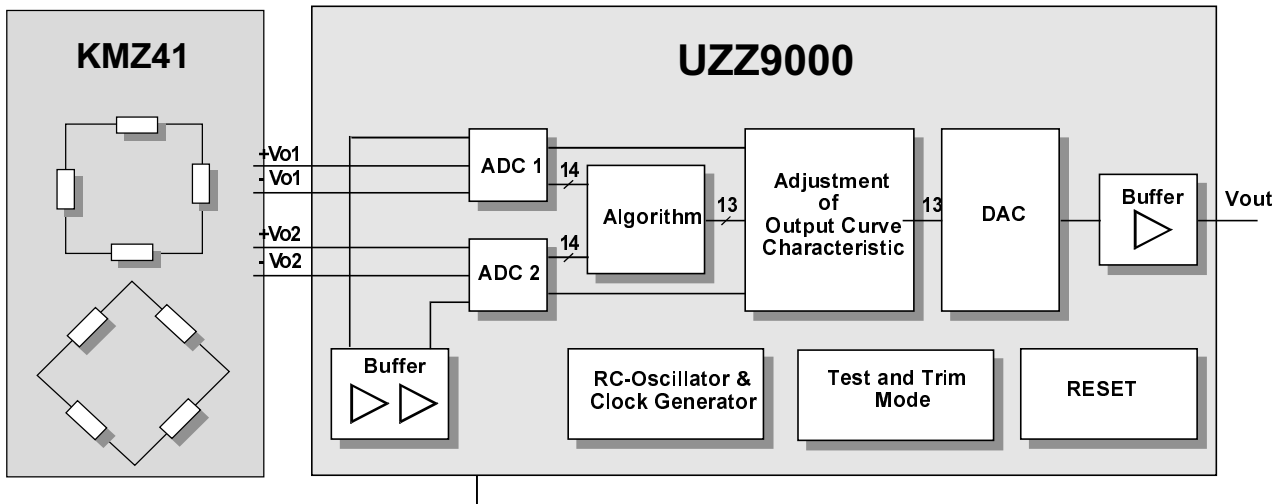 KMZ41
UZZ9000
+Vo1
- Vo1
+Vo2
- Vo2
ADC 1
14
ADC 2
14
Algorithm
13
Adjustment
of
Output Curve
Characteristic
13
DAC
Buffer
Vout
Buffer
RC-Oscillator &
Clock Generator
Test and Trim
Mode
RESET